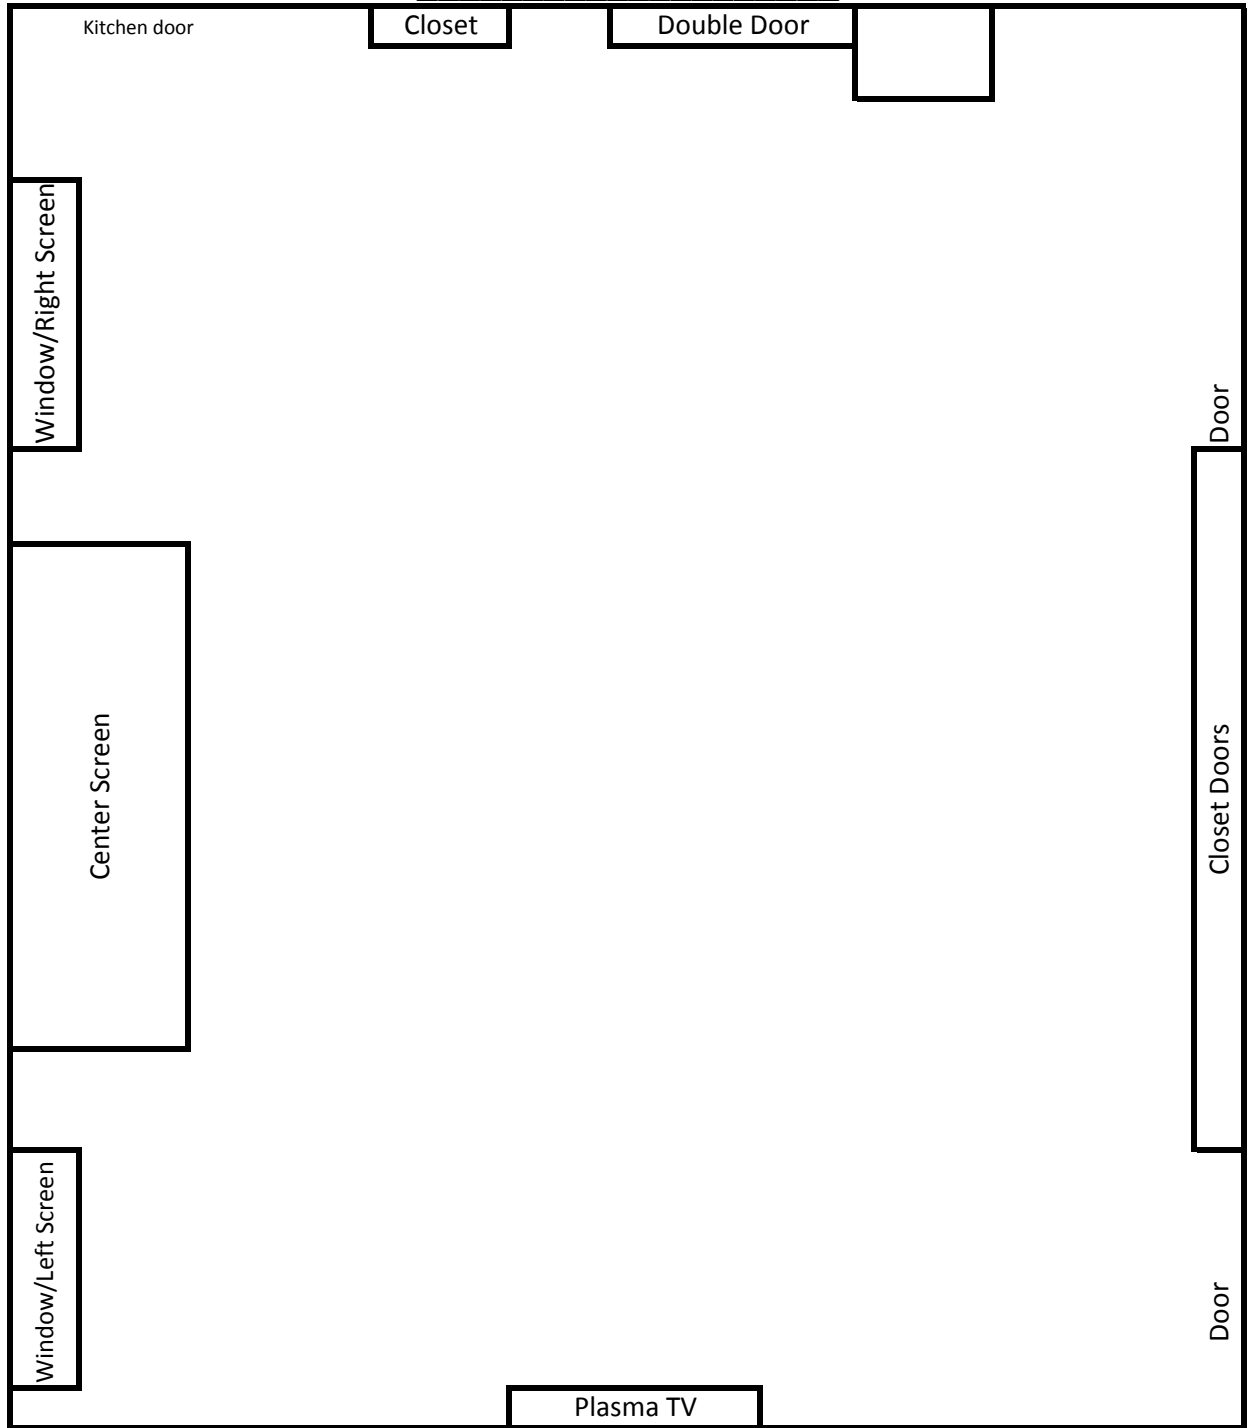 Kitchen door
Closet
Double Door
Window/Right Screen
Door
Center Screen
Closet Doors
Window/Left Screen
Door
Plasma TV